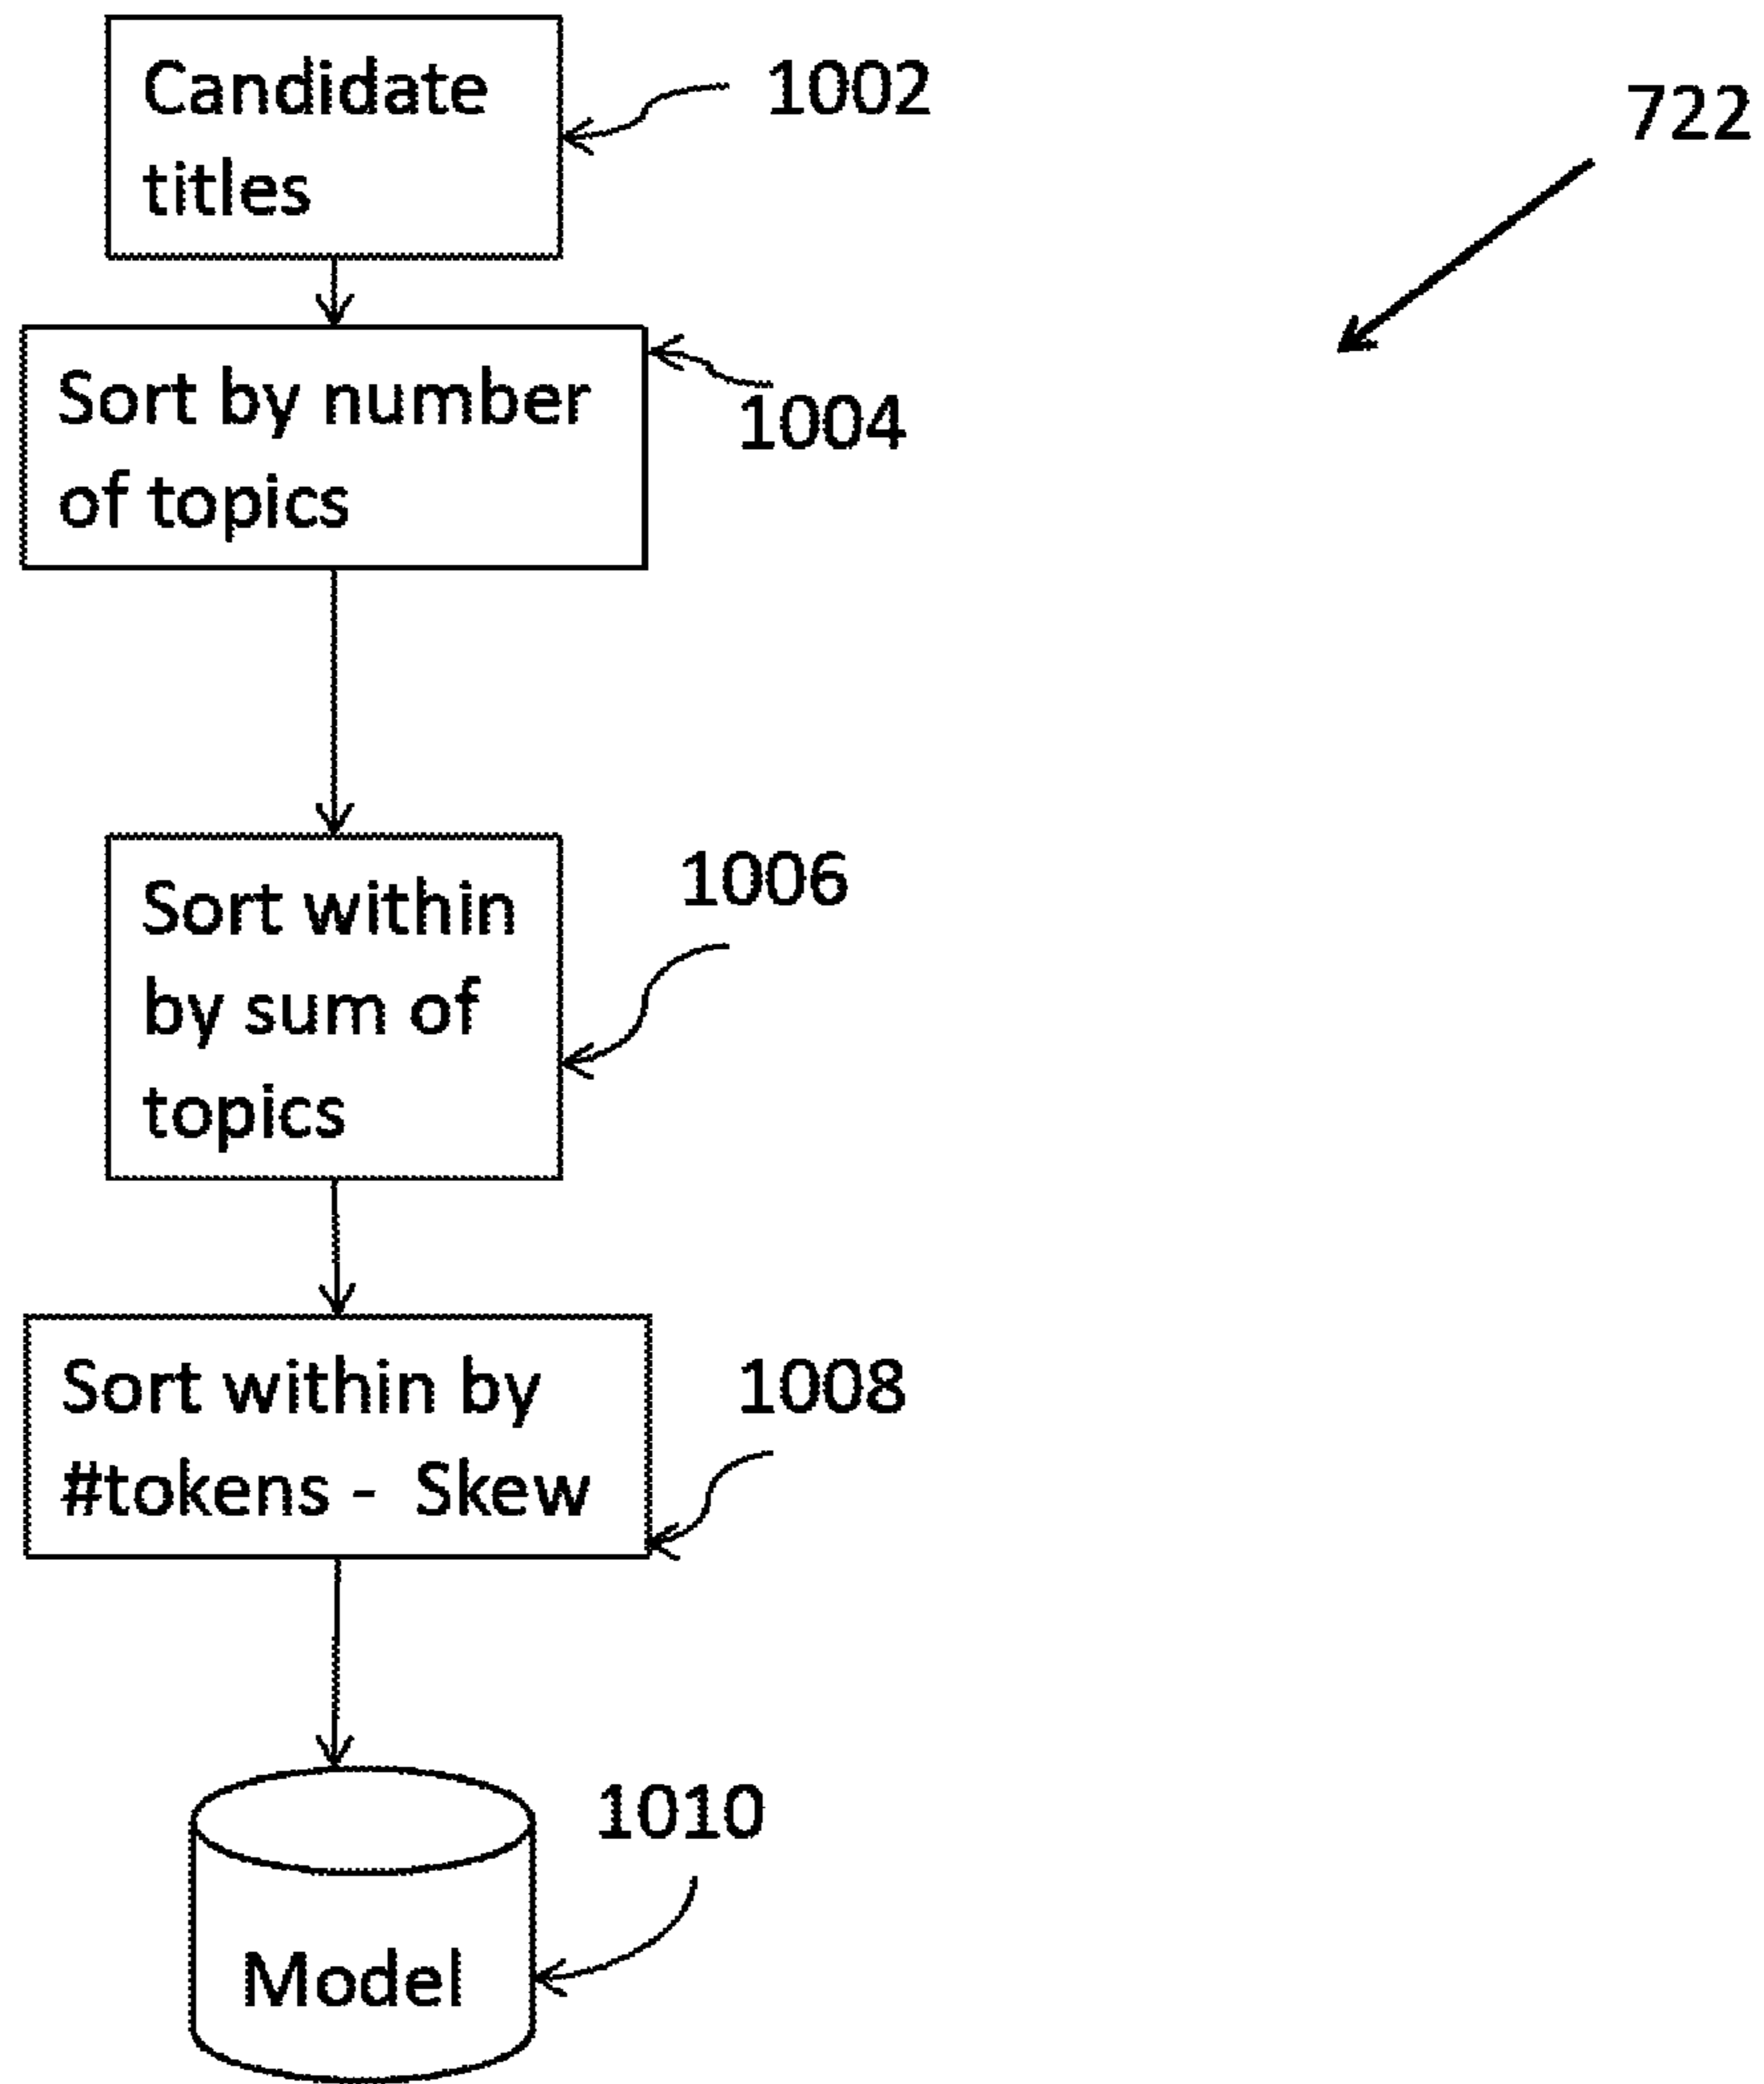 Candidate
titles
1002
722
Sort by number
of topics
1004
Sort within
by sum of
topics
1006
Sort within by
#tokens - Skew
1008
Model
1010